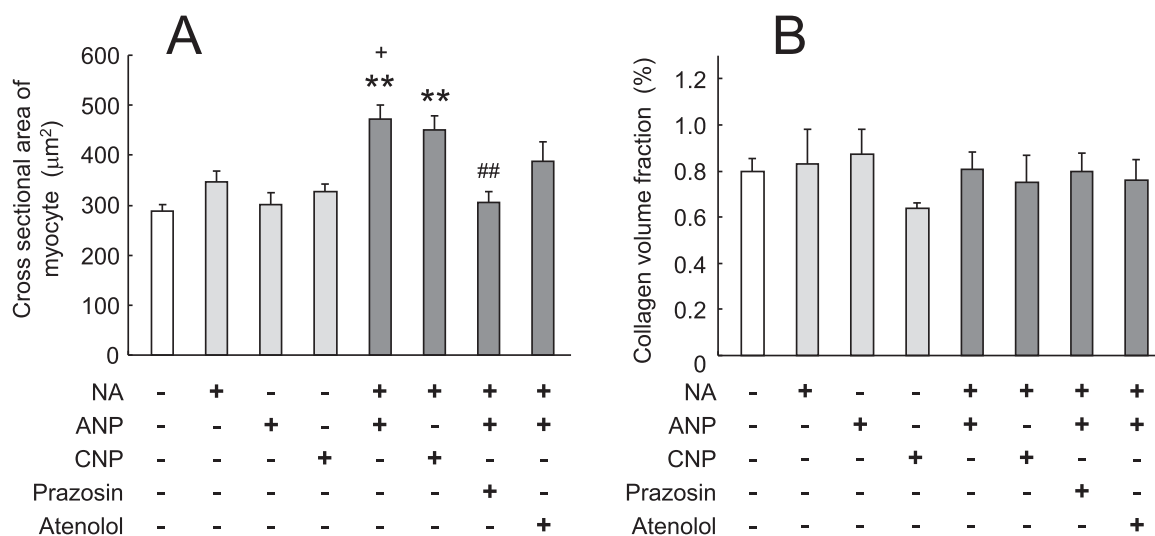 A
Cross sectional area of
myocyte (μm²)
600
500
400
300
200
100
0
+
**
**
##
NA - + - - + + + +
ANP - - + - + - + +
CNP - - - + - + - -
Prazosin - - - - - - + -
Atenolol - - - - - - - +
B
Collagen volume fraction (%)
1.2
1.0
0.8
0.6
0.4
0.2
0
NA - + - - + + + +
ANP - - + - + - + +
CNP - - - + - + - -
Prazosin - - - - - - + -
Atenolol - - - - - - - +